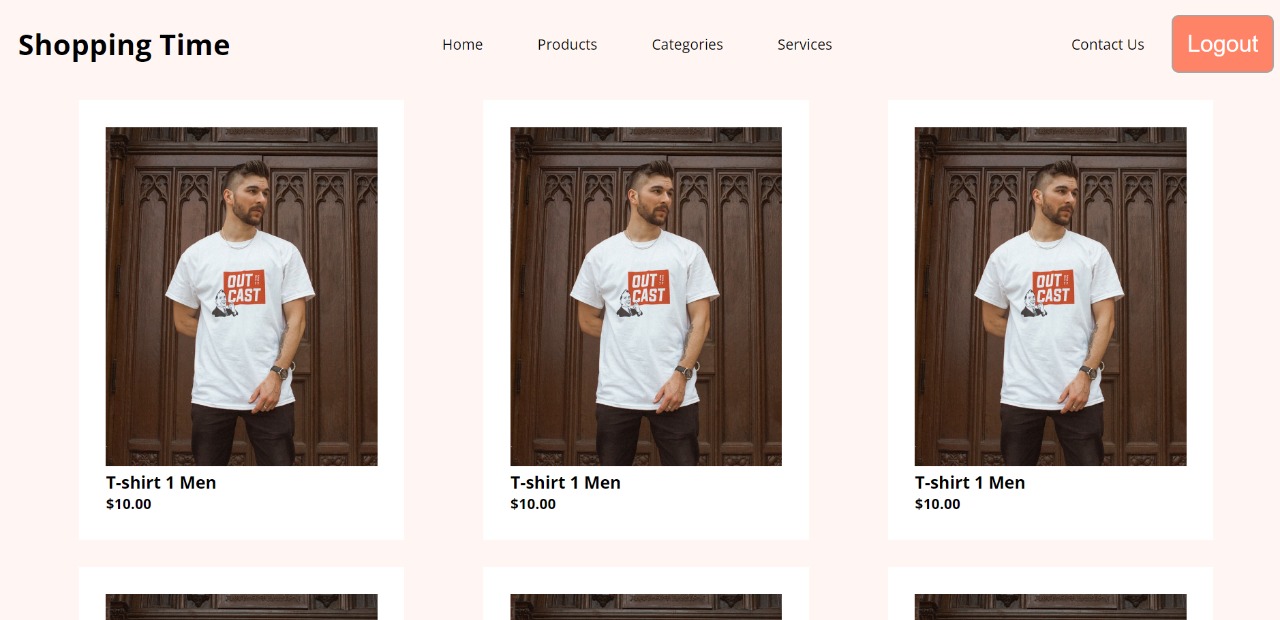 Shopping Time
Home
Products
Categories
Services
Contact Us
Logout
OUT !!
CAST
OUT !!
CAST
OUT !!
CAST
T-shirt 1 Men
$10.00
T-shirt 1 Men
$10.00
T-shirt 1 Men
$10.00